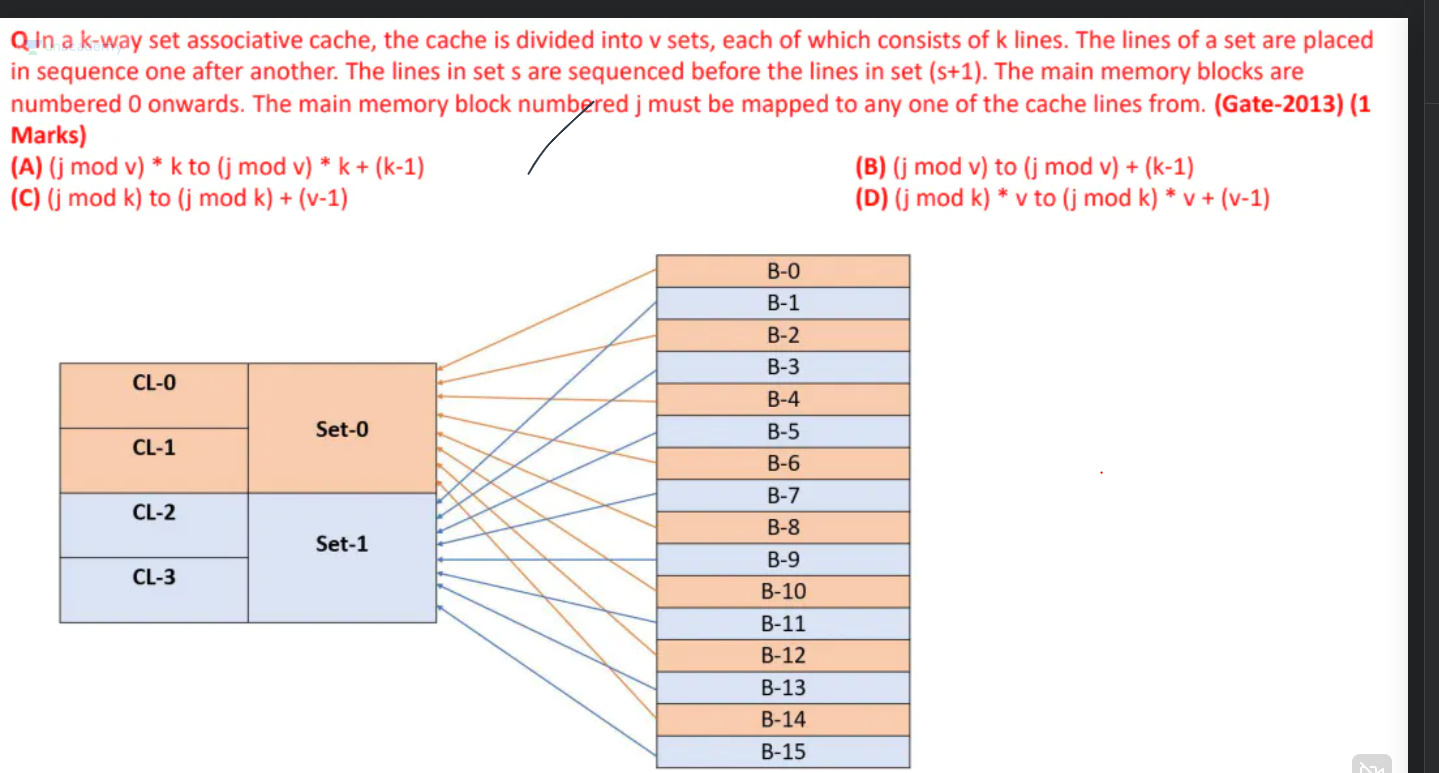 Q In a k-way set associative cache, the cache is divided into v sets, each of which consists of k lines. The lines of a set are placed
in sequence one after another. The lines in set s are sequenced before the lines in set (s+1). The main memory blocks are
numbered 0 onwards. The main memory block numbered j must be mapped to any one of the cache lines from. (Gate-2013) (1
Marks)
(A) (j mod v) * k to (j mod v) * k + (k-1)
(B) (j mod v) to (j mod v) + (k-1)
(C) (j mod k) to (j mod k) + (v-1)
(D) (j mod k) * v to (j mod k) * v + (v-1)
CL-0
CL-1
CL-2
CL-3
Set-0
Set-1
B-0
B-1
B-2
B-3
B-4
B-5
B-6
B-7
B-8
B-9
B-10
B-11
B-12
B-13
B-14
B-15